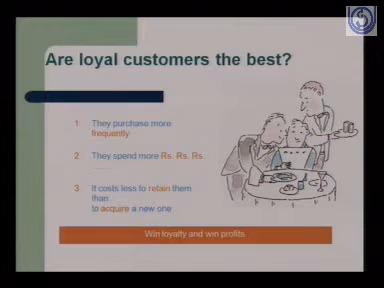 Are loyal customers the best?
1 They purchase more
frequently
2 They spend more Rs. Rs. Rs.
......
3 It costs less to retain them
than
to acquire a new one
Win loyalty and win profits